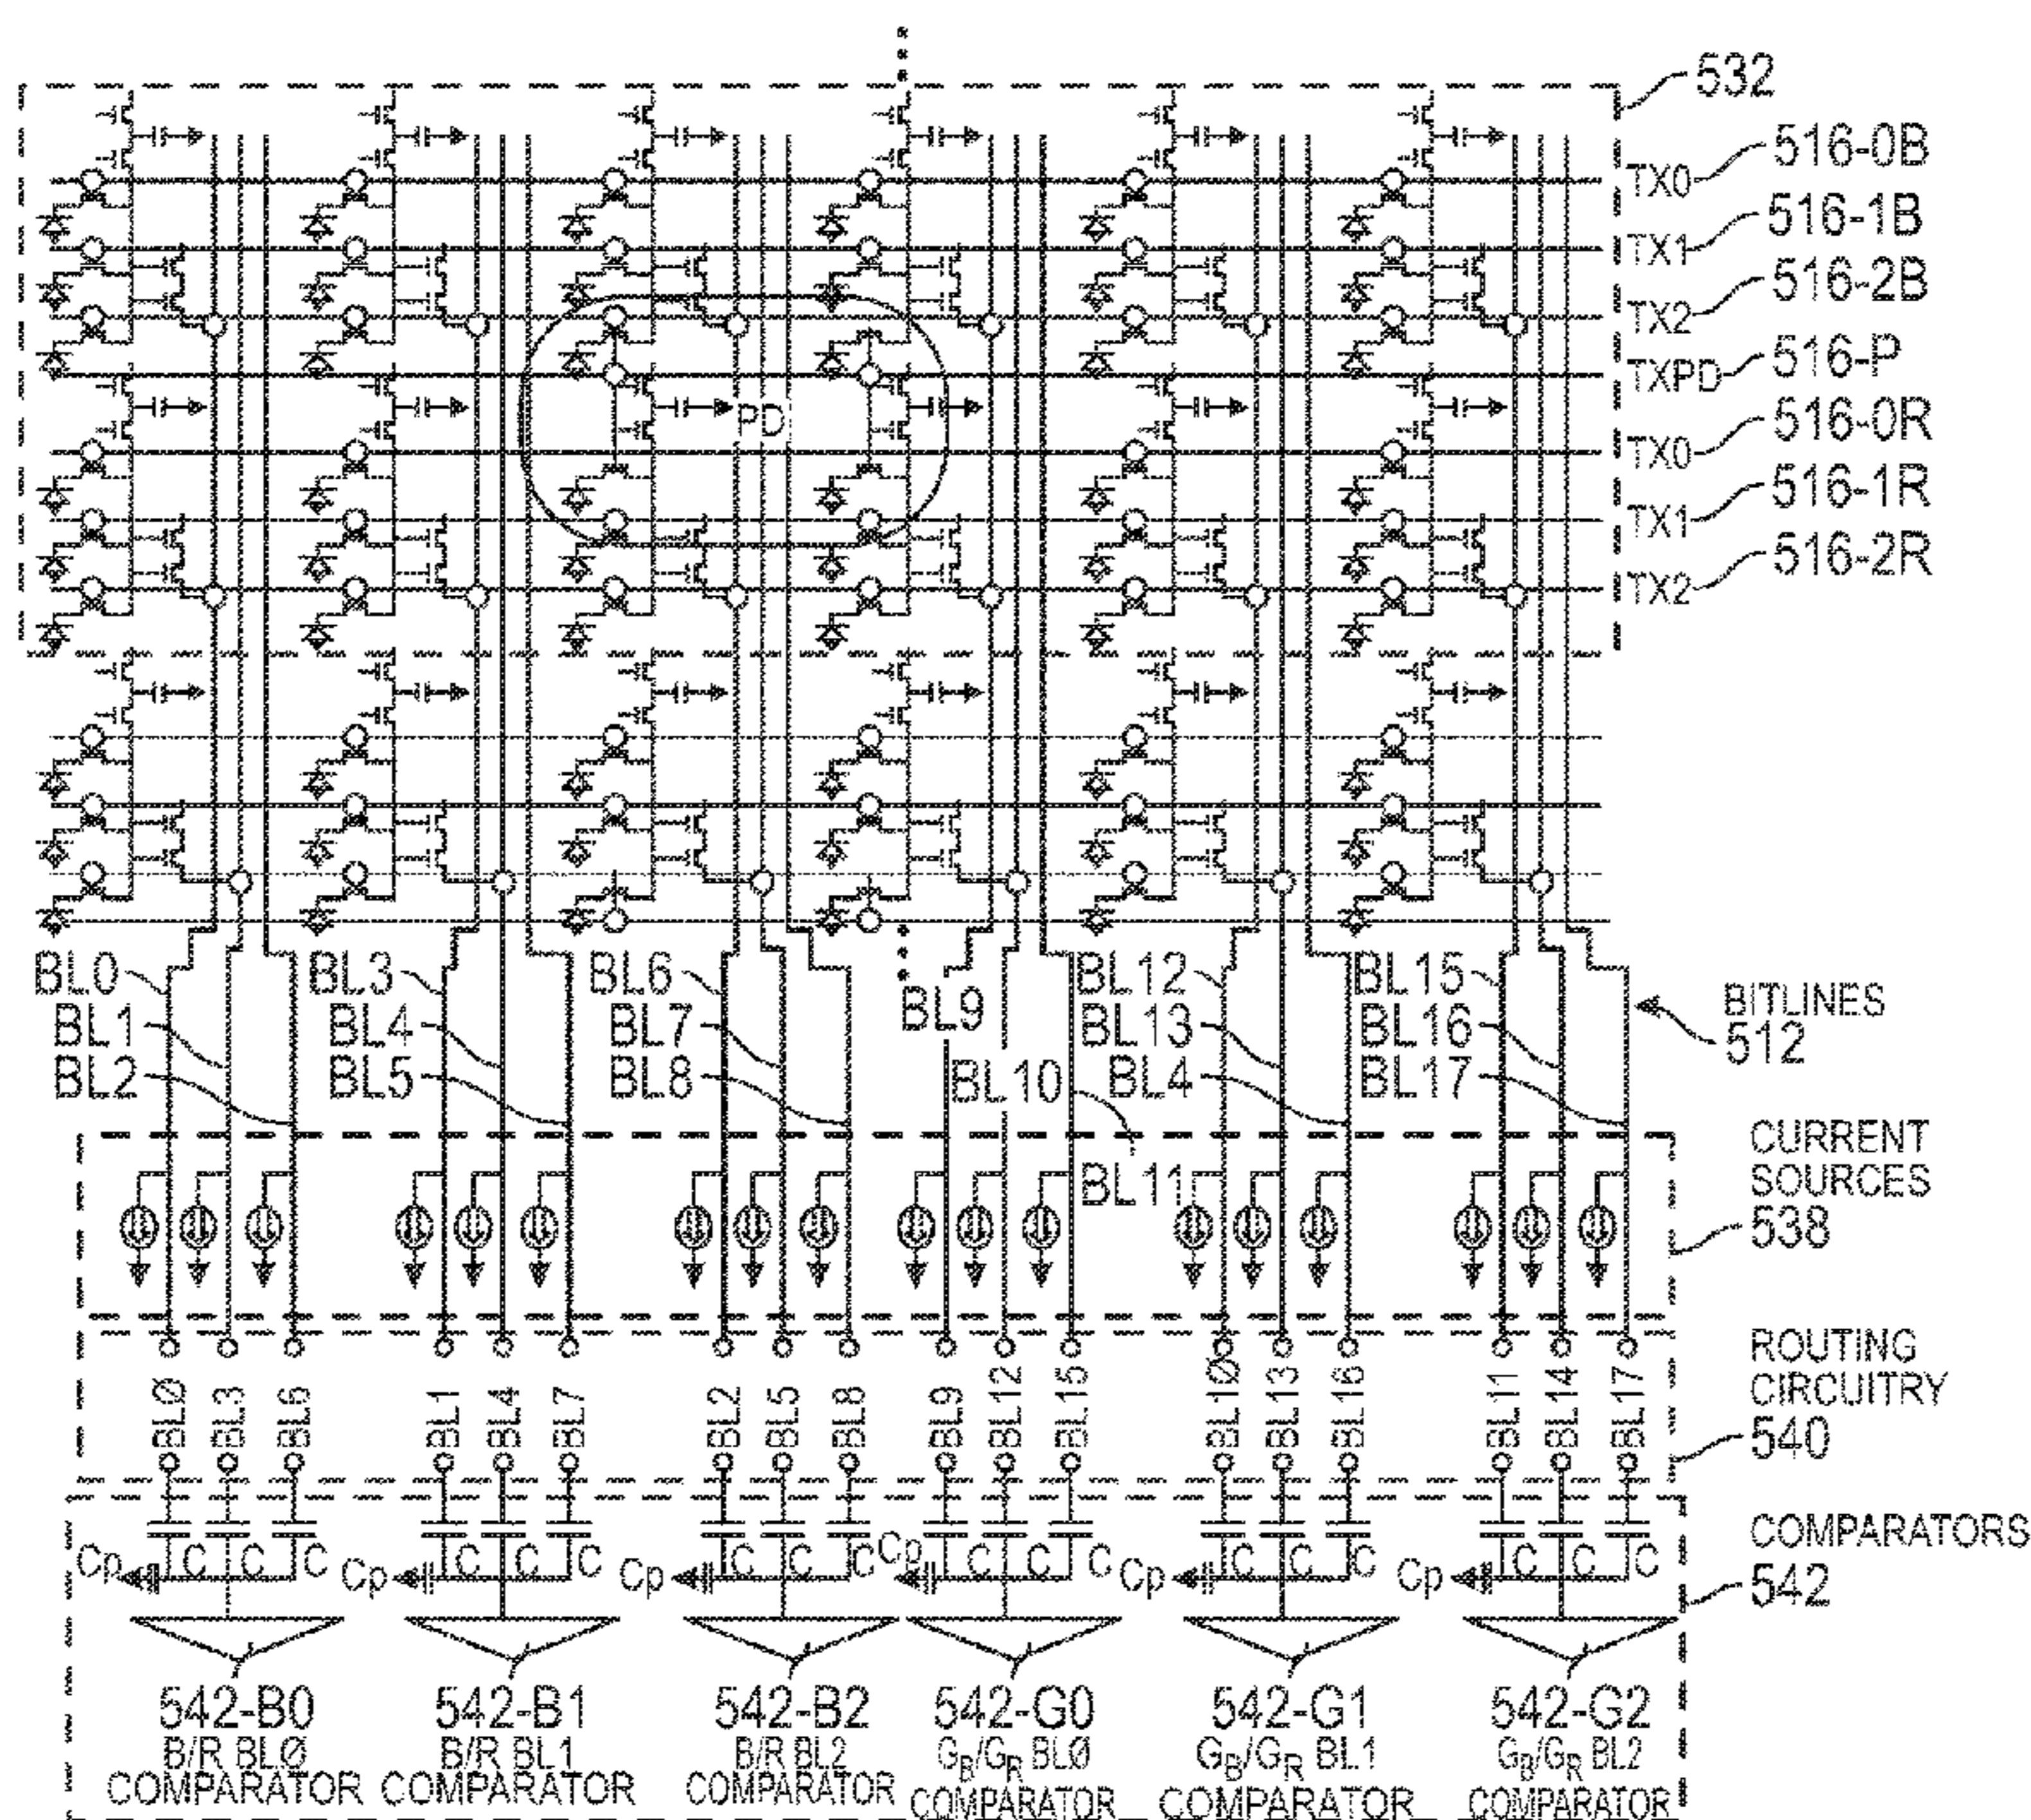 532
TX0 516-0B
TX1 516-1B
TX2 516-2B
TXPD 516-P
PD
TX0 516-0R
TX1 516-1R
TX2 516-2R
BL0 BL3 BL6 BL9 BL12 BL15
BL1 BL4 BL7 BL13 BL16
BL2 BL5 BL8 BL10 BL4 BL17
BL11
BITLINES
512
CURRENT
SOURCES
538
ROUTING
CIRCUITRY
540
BLØ BL3 BL6 BL1 BL4 BL7 BL2 BL5 BL8 BL9 BL12 BL15 BL1Ø BL13 BL16 BL11 BL14 BL17
COMPARATORS
542
Cp C C C Cp C C C Cp C C C Cp C C C Cp C C C Cp C C C
542-B0 542-B1 542-B2 542-G0 542-G1 542-G2
B/R BLØ B/R BL1 B/R BL2 GB/GR BLØ GB/GR BL1 GB/GR BL2
COMPARATOR COMPARATOR COMPARATOR COMPARATOR COMPARATOR COMPARATOR